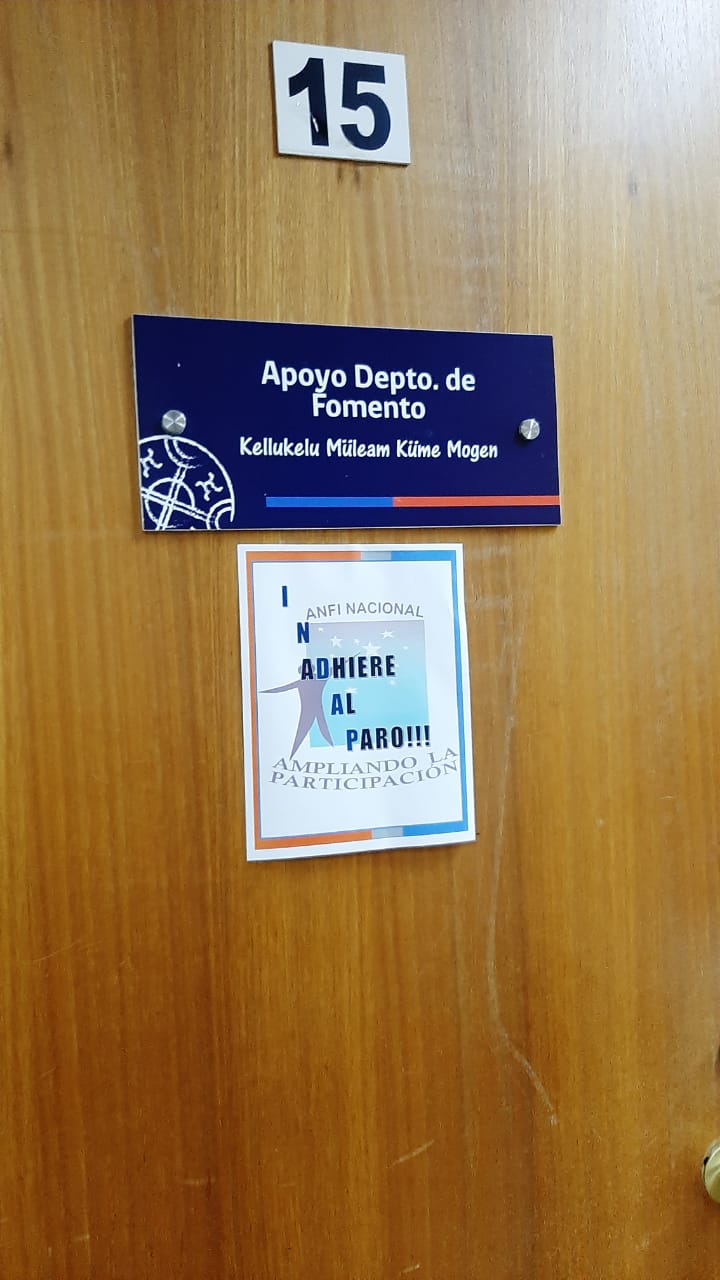 15
Apoyo Depto. de
Fomento
Kellukelu Müleam Küme Mogen
I
ANFI NACIONAL
N
ADHIERE
AL
PARO!!!
AMPLIANDO LA
PARTICIPACIÓN